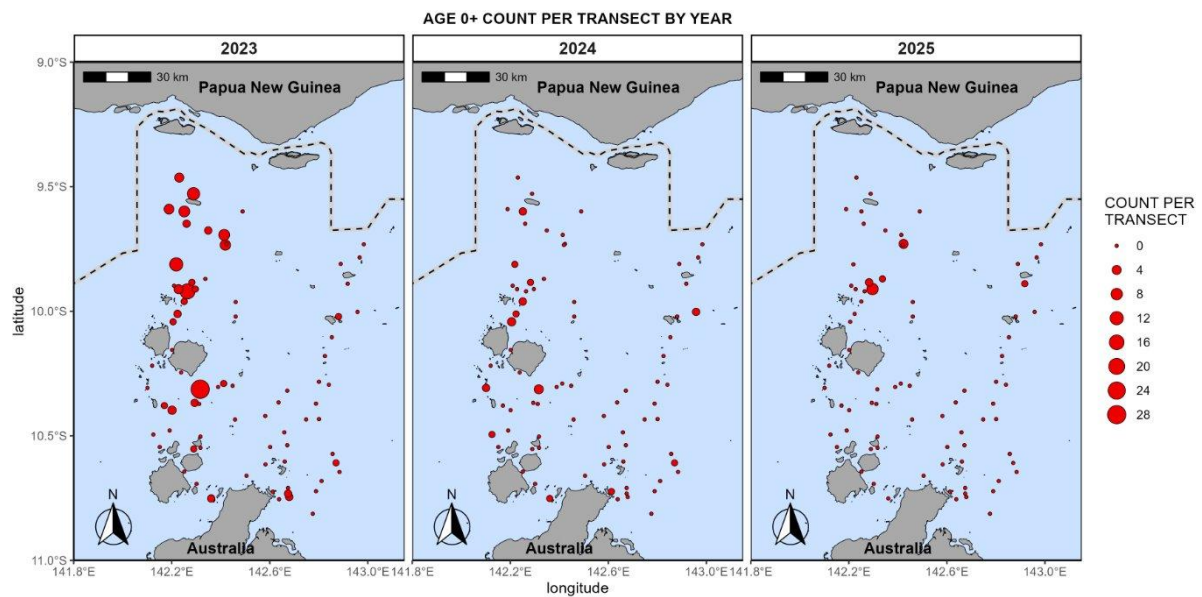 AGE 0+ COUNT PER TRANSECT BY YEAR
2023
2024
2025
9.0°S
9.5°S
10.0°S
10.5°S
11.0°S
latitude
30 km
Papua New Guinea
N
Australia
30 km
Papua New Guinea
N
Australia
30 km
Papua New Guinea
N
Australia
141.8°E
142.2°E
142.6°E
143.0°E
141.8°E
142.2°E
142.6°E
143.0°E
141.8°E
142.2°E
142.6°E
143.0°E
longitude
COUNT PER
TRANSECT
0
4
8
12
16
20
24
28